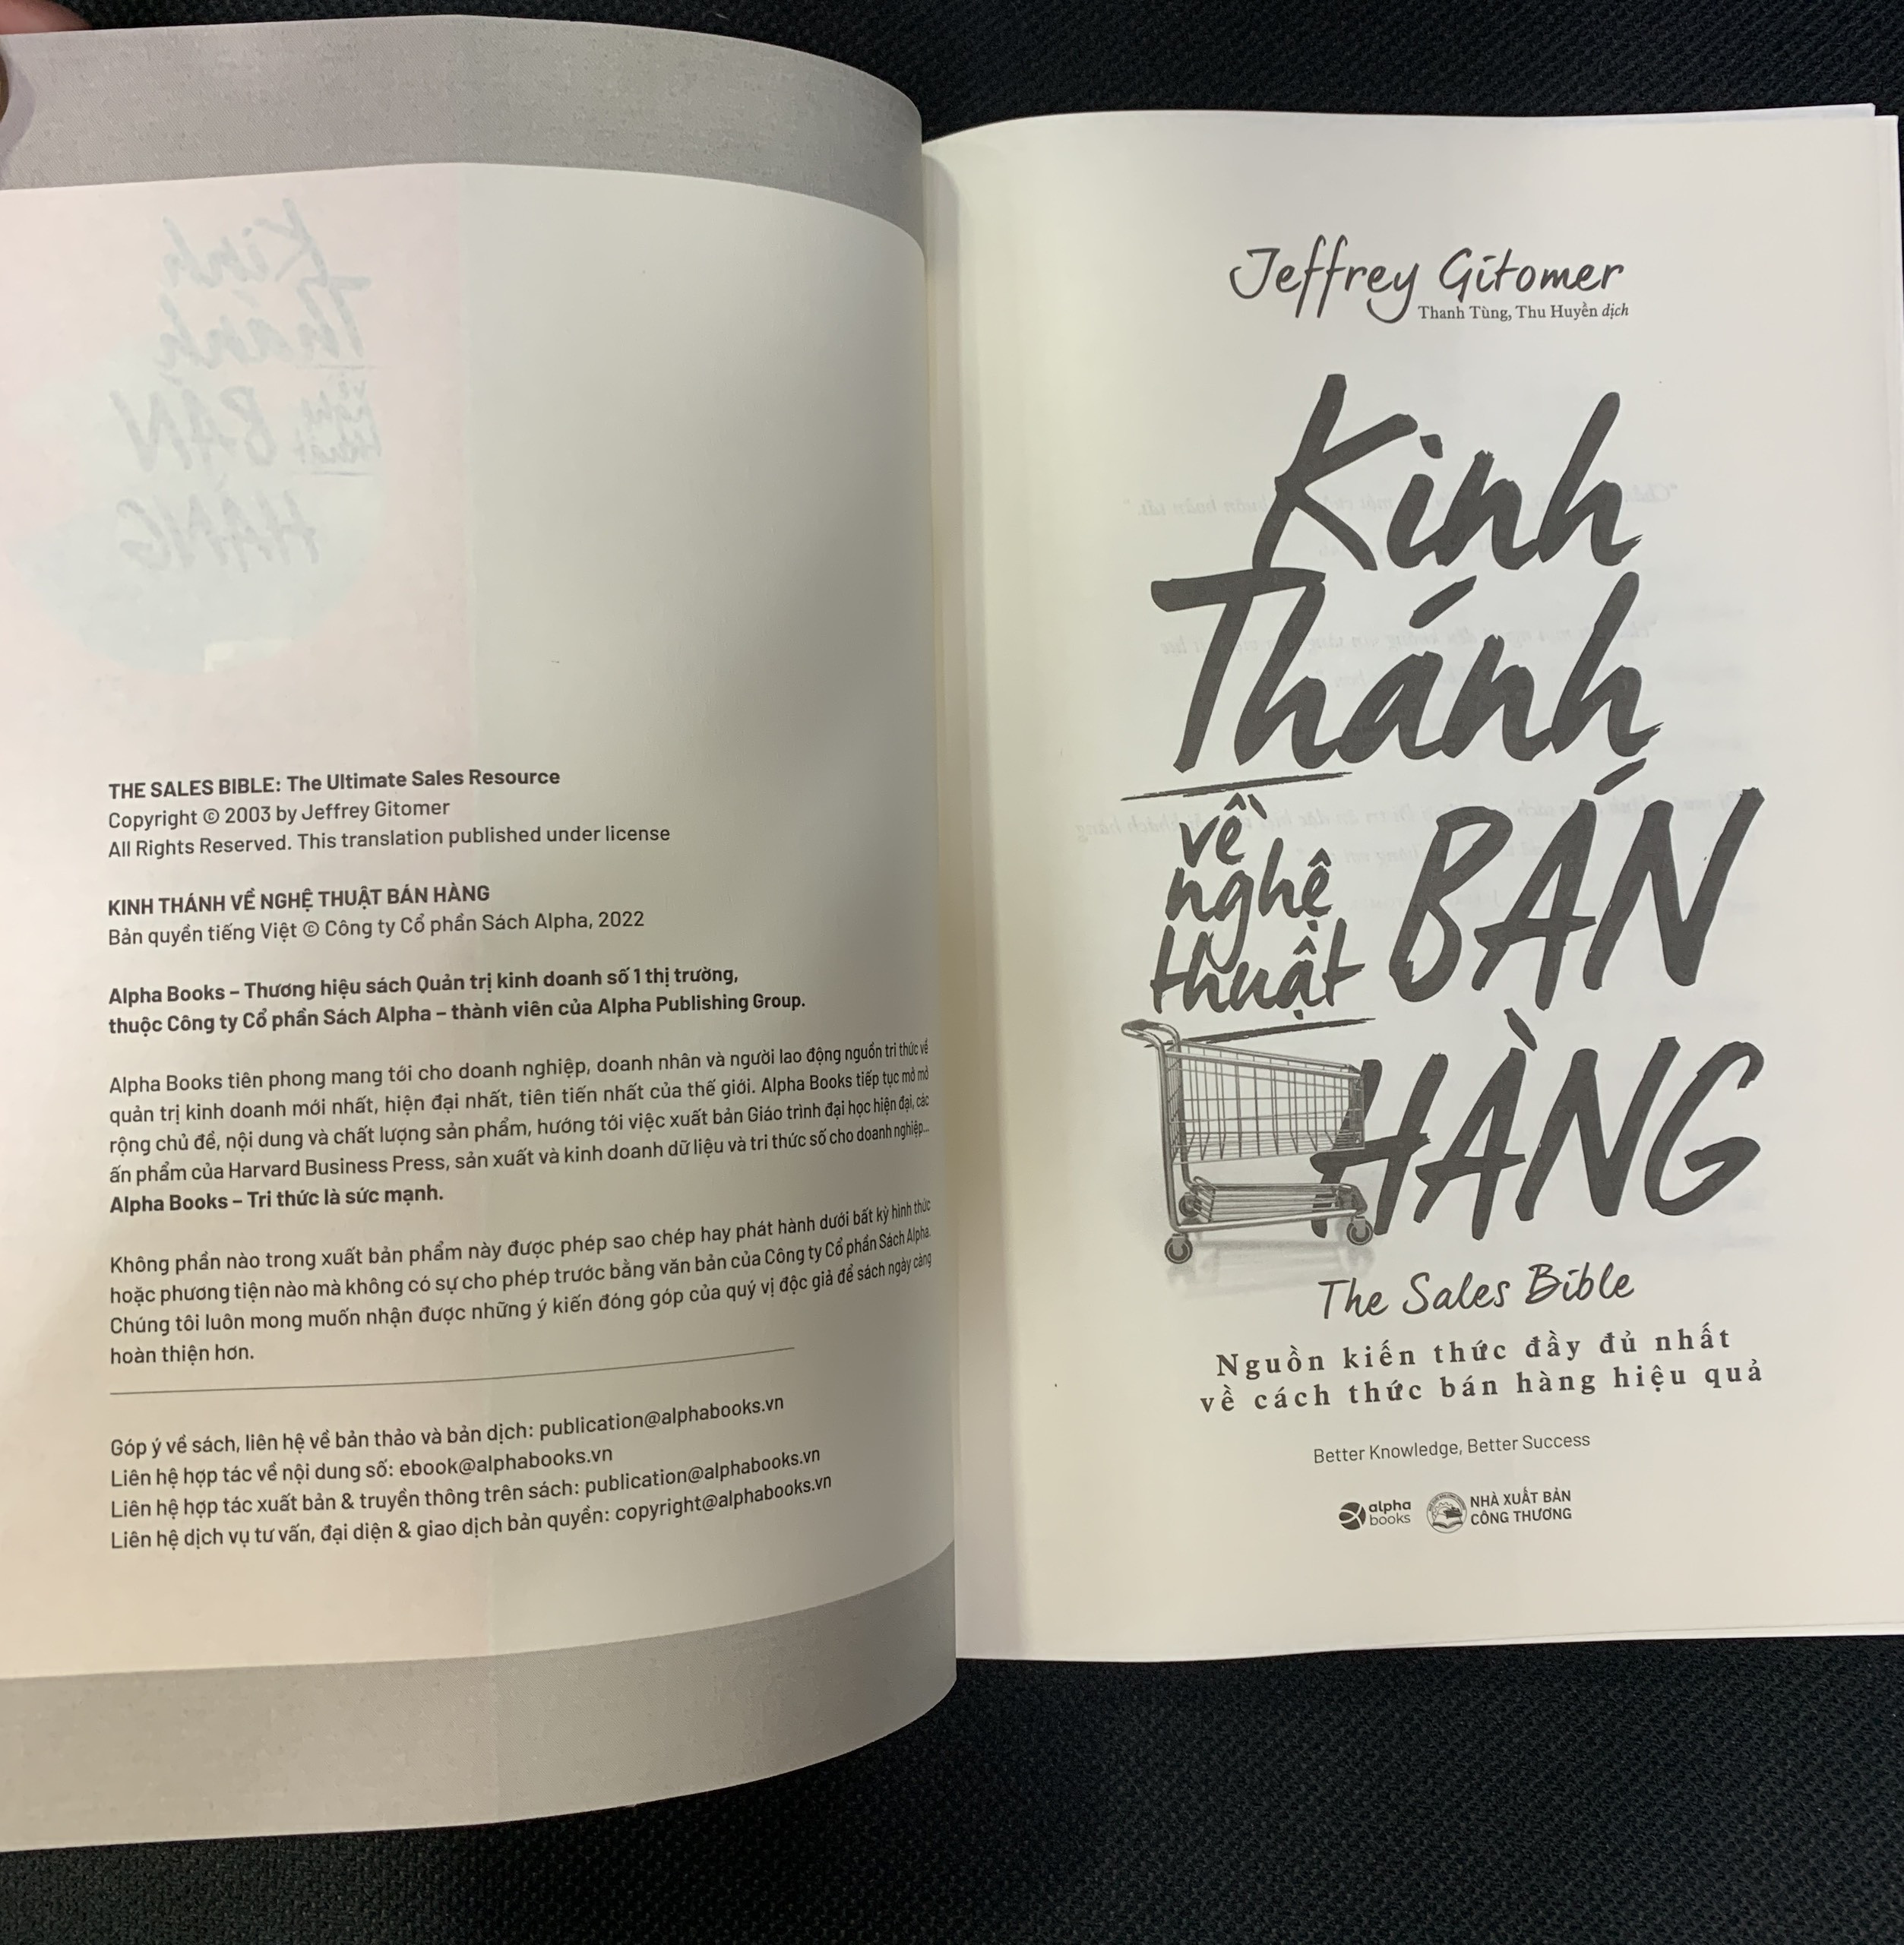 THE SALES BIBLE: The Ultimate Sales Resource
Copyright © 2003 by Jeffrey Gitomer
All Rights Reserved. This translation published under license
KINH THÁNH VỀ NGHỆ THUẬT BÁN HÀNG
Bản quyền tiếng Việt © Công ty Cổ phần Sách Alpha, 2022
Alpha Books – Thương hiệu sách Quản trị kinh doanh số 1 thị trường,
thuộc Công ty Cổ phần Sách Alpha – thành viên của Alpha Publishing Group.
Alpha Books tiên phong mang tới cho doanh nghiệp, doanh nhân và người lao động nguồn tri thức về
quản trị kinh doanh mới nhất, hiện đại nhất, tiên tiến nhất của thế giới. Alpha Books tiếp tục mở mở
rộng chủ đề, nội dung và chất lượng sản phẩm, hướng tới việc xuất bản Giáo trình đại học hiện đại, các
ấn phẩm của Harvard Business Press, sản xuất và kinh doanh dữ liệu và tri thức số cho doanh nghiệp...
Alpha Books – Tri thức là sức mạnh.
Không phần nào trong xuất bản phẩm này được phép sao chép hay phát hành dưới bất kỳ hình thức
hoặc phương tiện nào mà không có sự cho phép trước bằng văn bản của Công ty Cổ phần Sách Alpha.
Chúng tôi luôn mong muốn nhận được những ý kiến đóng góp của quý vị độc giả để sách ngày càng
hoàn thiện hơn.
Góp ý về sách, liên hệ về bản thảo và bản dịch: publication@alphabooks.vn
Liên hệ hợp tác về nội dung số: ebook@alphabooks.vn
Liên hệ hợp tác xuất bản & truyền thông trên sách: publication@alphabooks.vn
Liên hệ dịch vụ tư vấn, đại diện & giao dịch bản quyền: copyright@alphabooks.vn
Jeffrey Gitomer
Thanh Tùng, Thu Huyền dịch
Kinh
Thánh
về
nghệ
thuật
BÁN
HÀNG
The Sales Bible
Nguồn kiến thức đầy đủ nhất
về cách thức bán hàng hiệu quả
Better Knowledge, Better Success
alpha
books
NHÀ XUẤT BẢN
CÔNG THƯƠNG